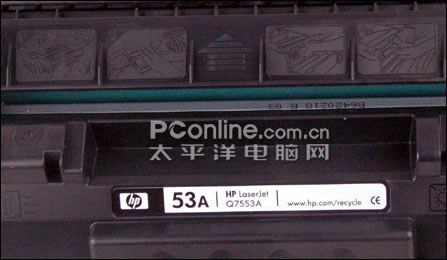 B6420210 B 03
PConline.com.cn
太平洋电脑网
hp 53A HP LaserJet
Q7553A
www.hp.com/recycle CE